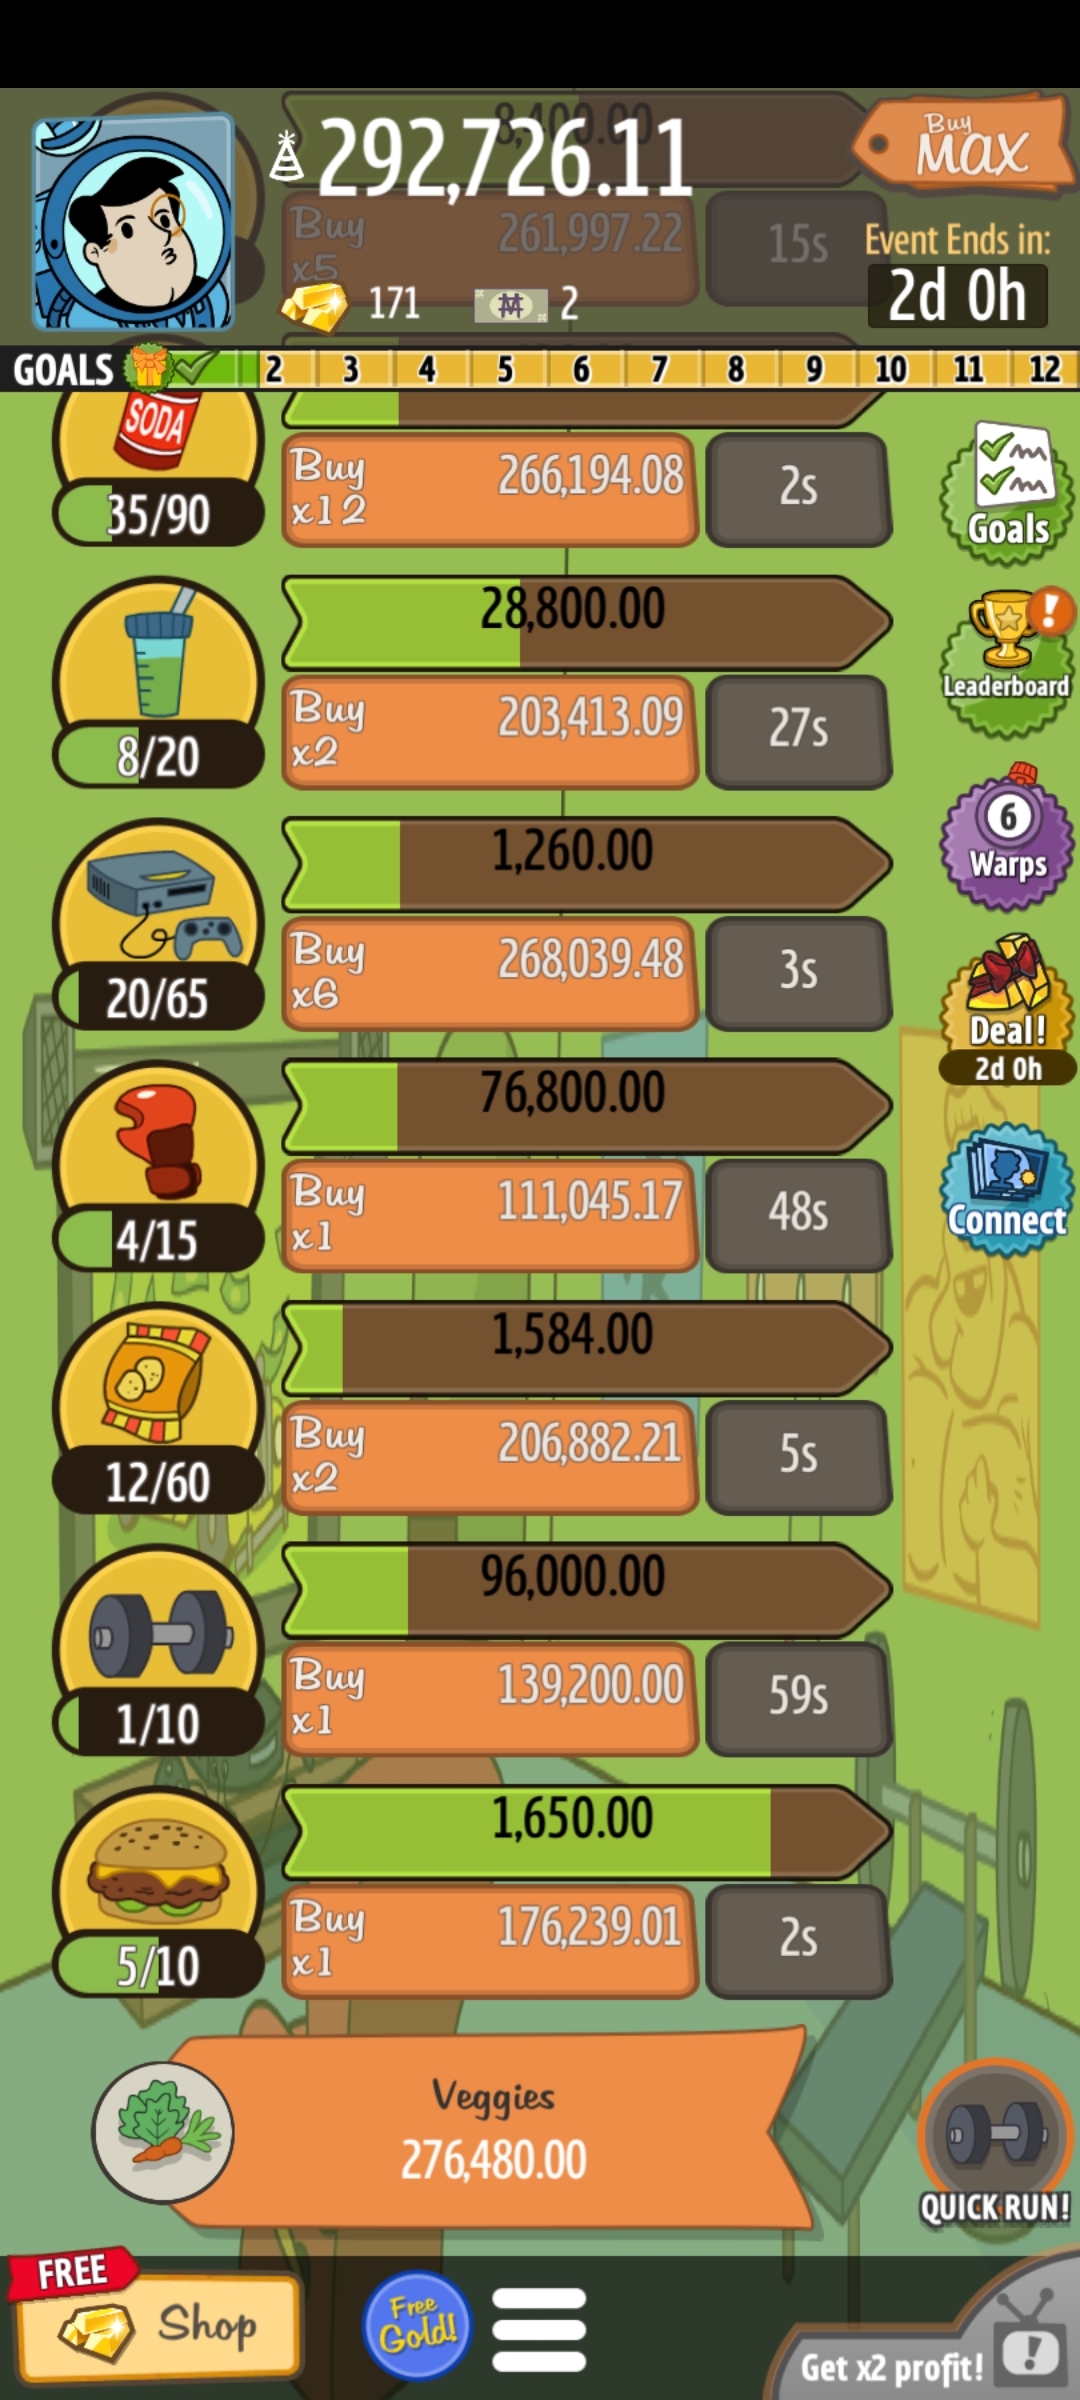 8,400.00
292,726.11
Buy
MAX
Buy
x5
261,997.22
15s
Event Ends in:
2d 0h
171
2
GOALS 2 3 4 5 6 7 8 9 10 11 12
SODA
35/90
Buy
x12
266,194.08
2s
Goals
28,800.00
8/20
Buy
x2
203,413.09
27s
!
Leaderboard
1,260.00
20/65
Buy
x6
268,039.48
3s
6
Warps
Deal!
2d 0h
76,800.00
4/15
Buy
x1
111,045.17
48s
Connect
1,584.00
12/60
Buy
x2
206,882.21
5s
96,000.00
1/10
Buy
x1
139,200.00
59s
1,650.00
5/10
Buy
x1
176,239.01
2s
Veggies
276,480.00
QUICK RUN!
FREE
Shop
Free
Gold!
Get x2 profit!
!